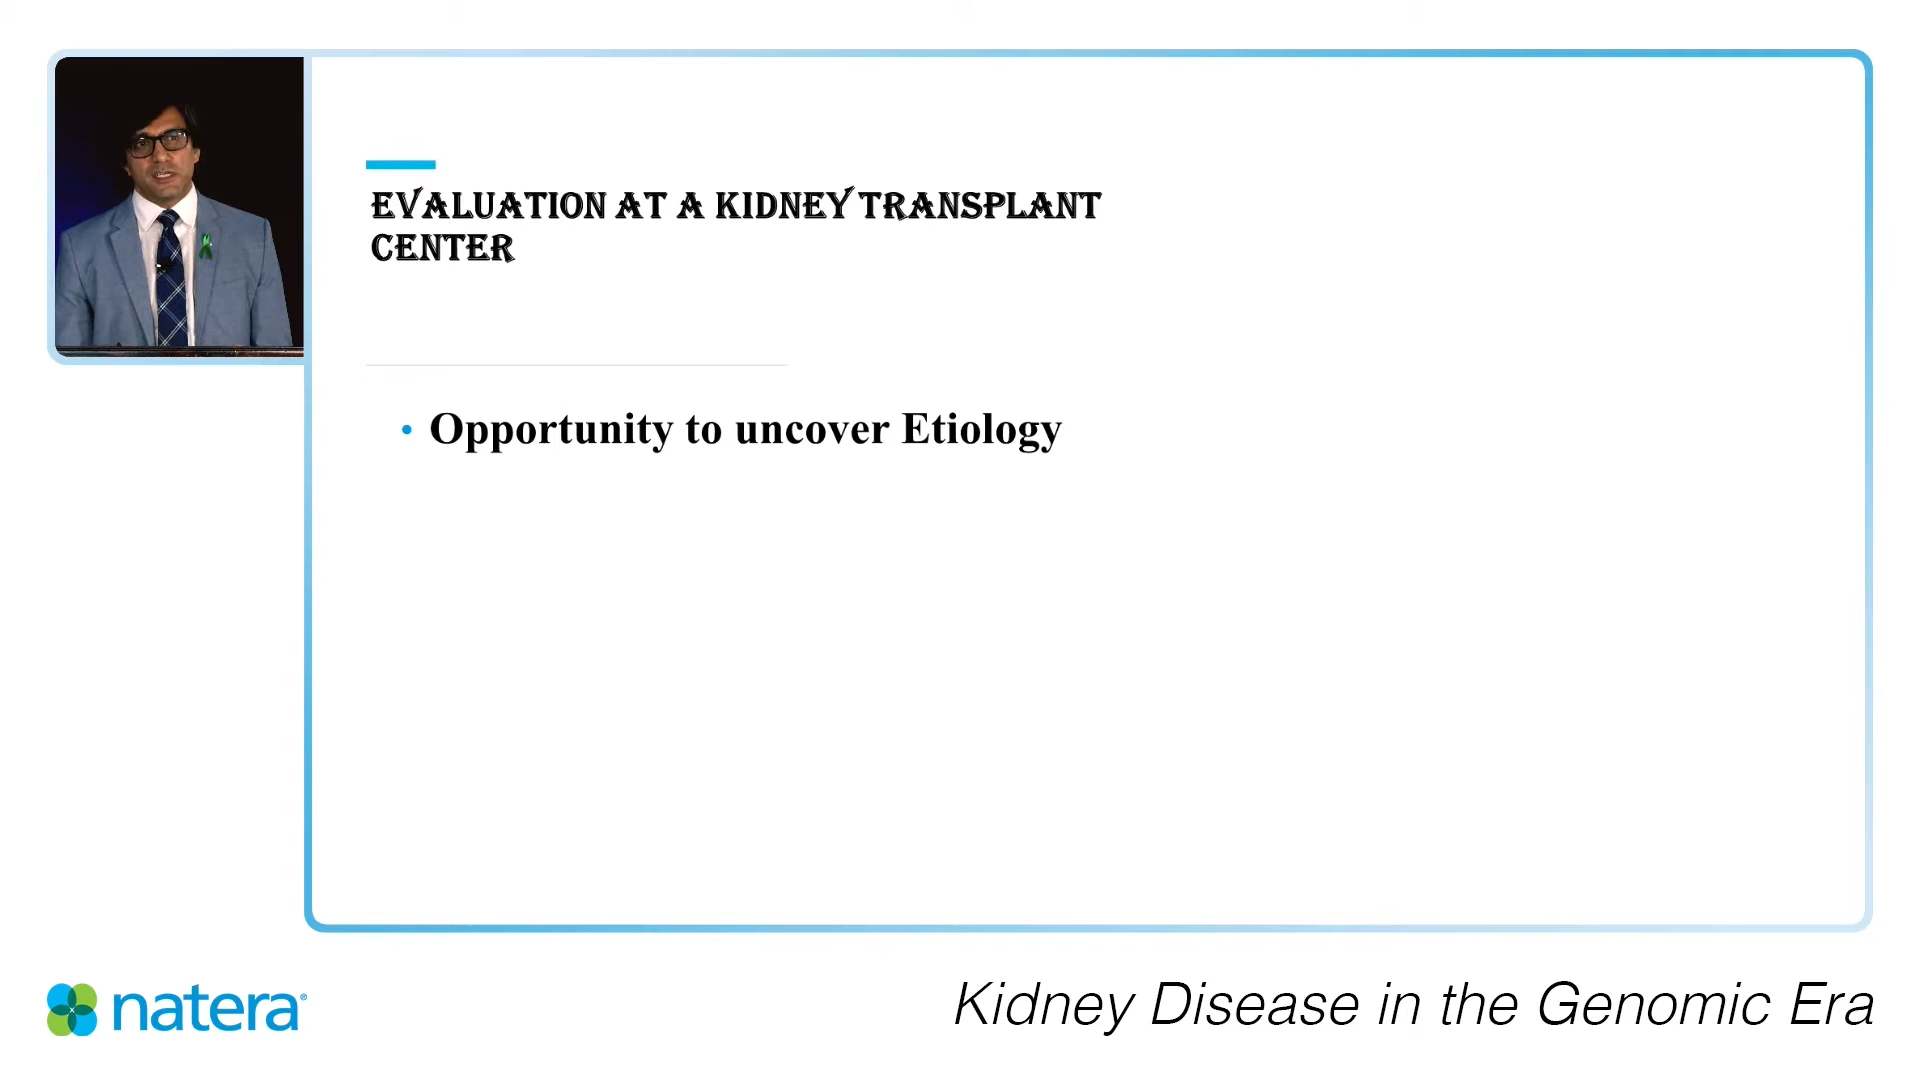 EVALUATION AT A KIDNEY TRANSPLANT
CENTER
• Opportunity to uncover Etiology
natera
Kidney Disease in the Genomic Era